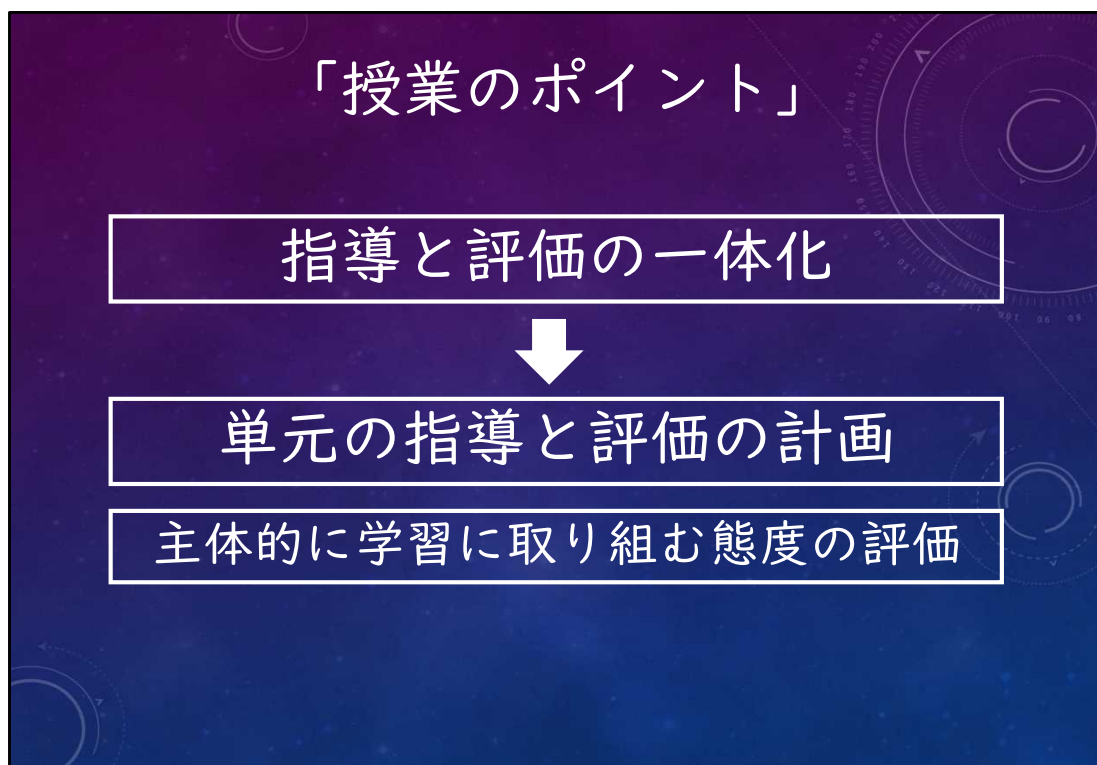 「授業のポイント」
指導と評価の一体化
単元の指導と評価の計画
主体的に学習に取り組む態度の評価